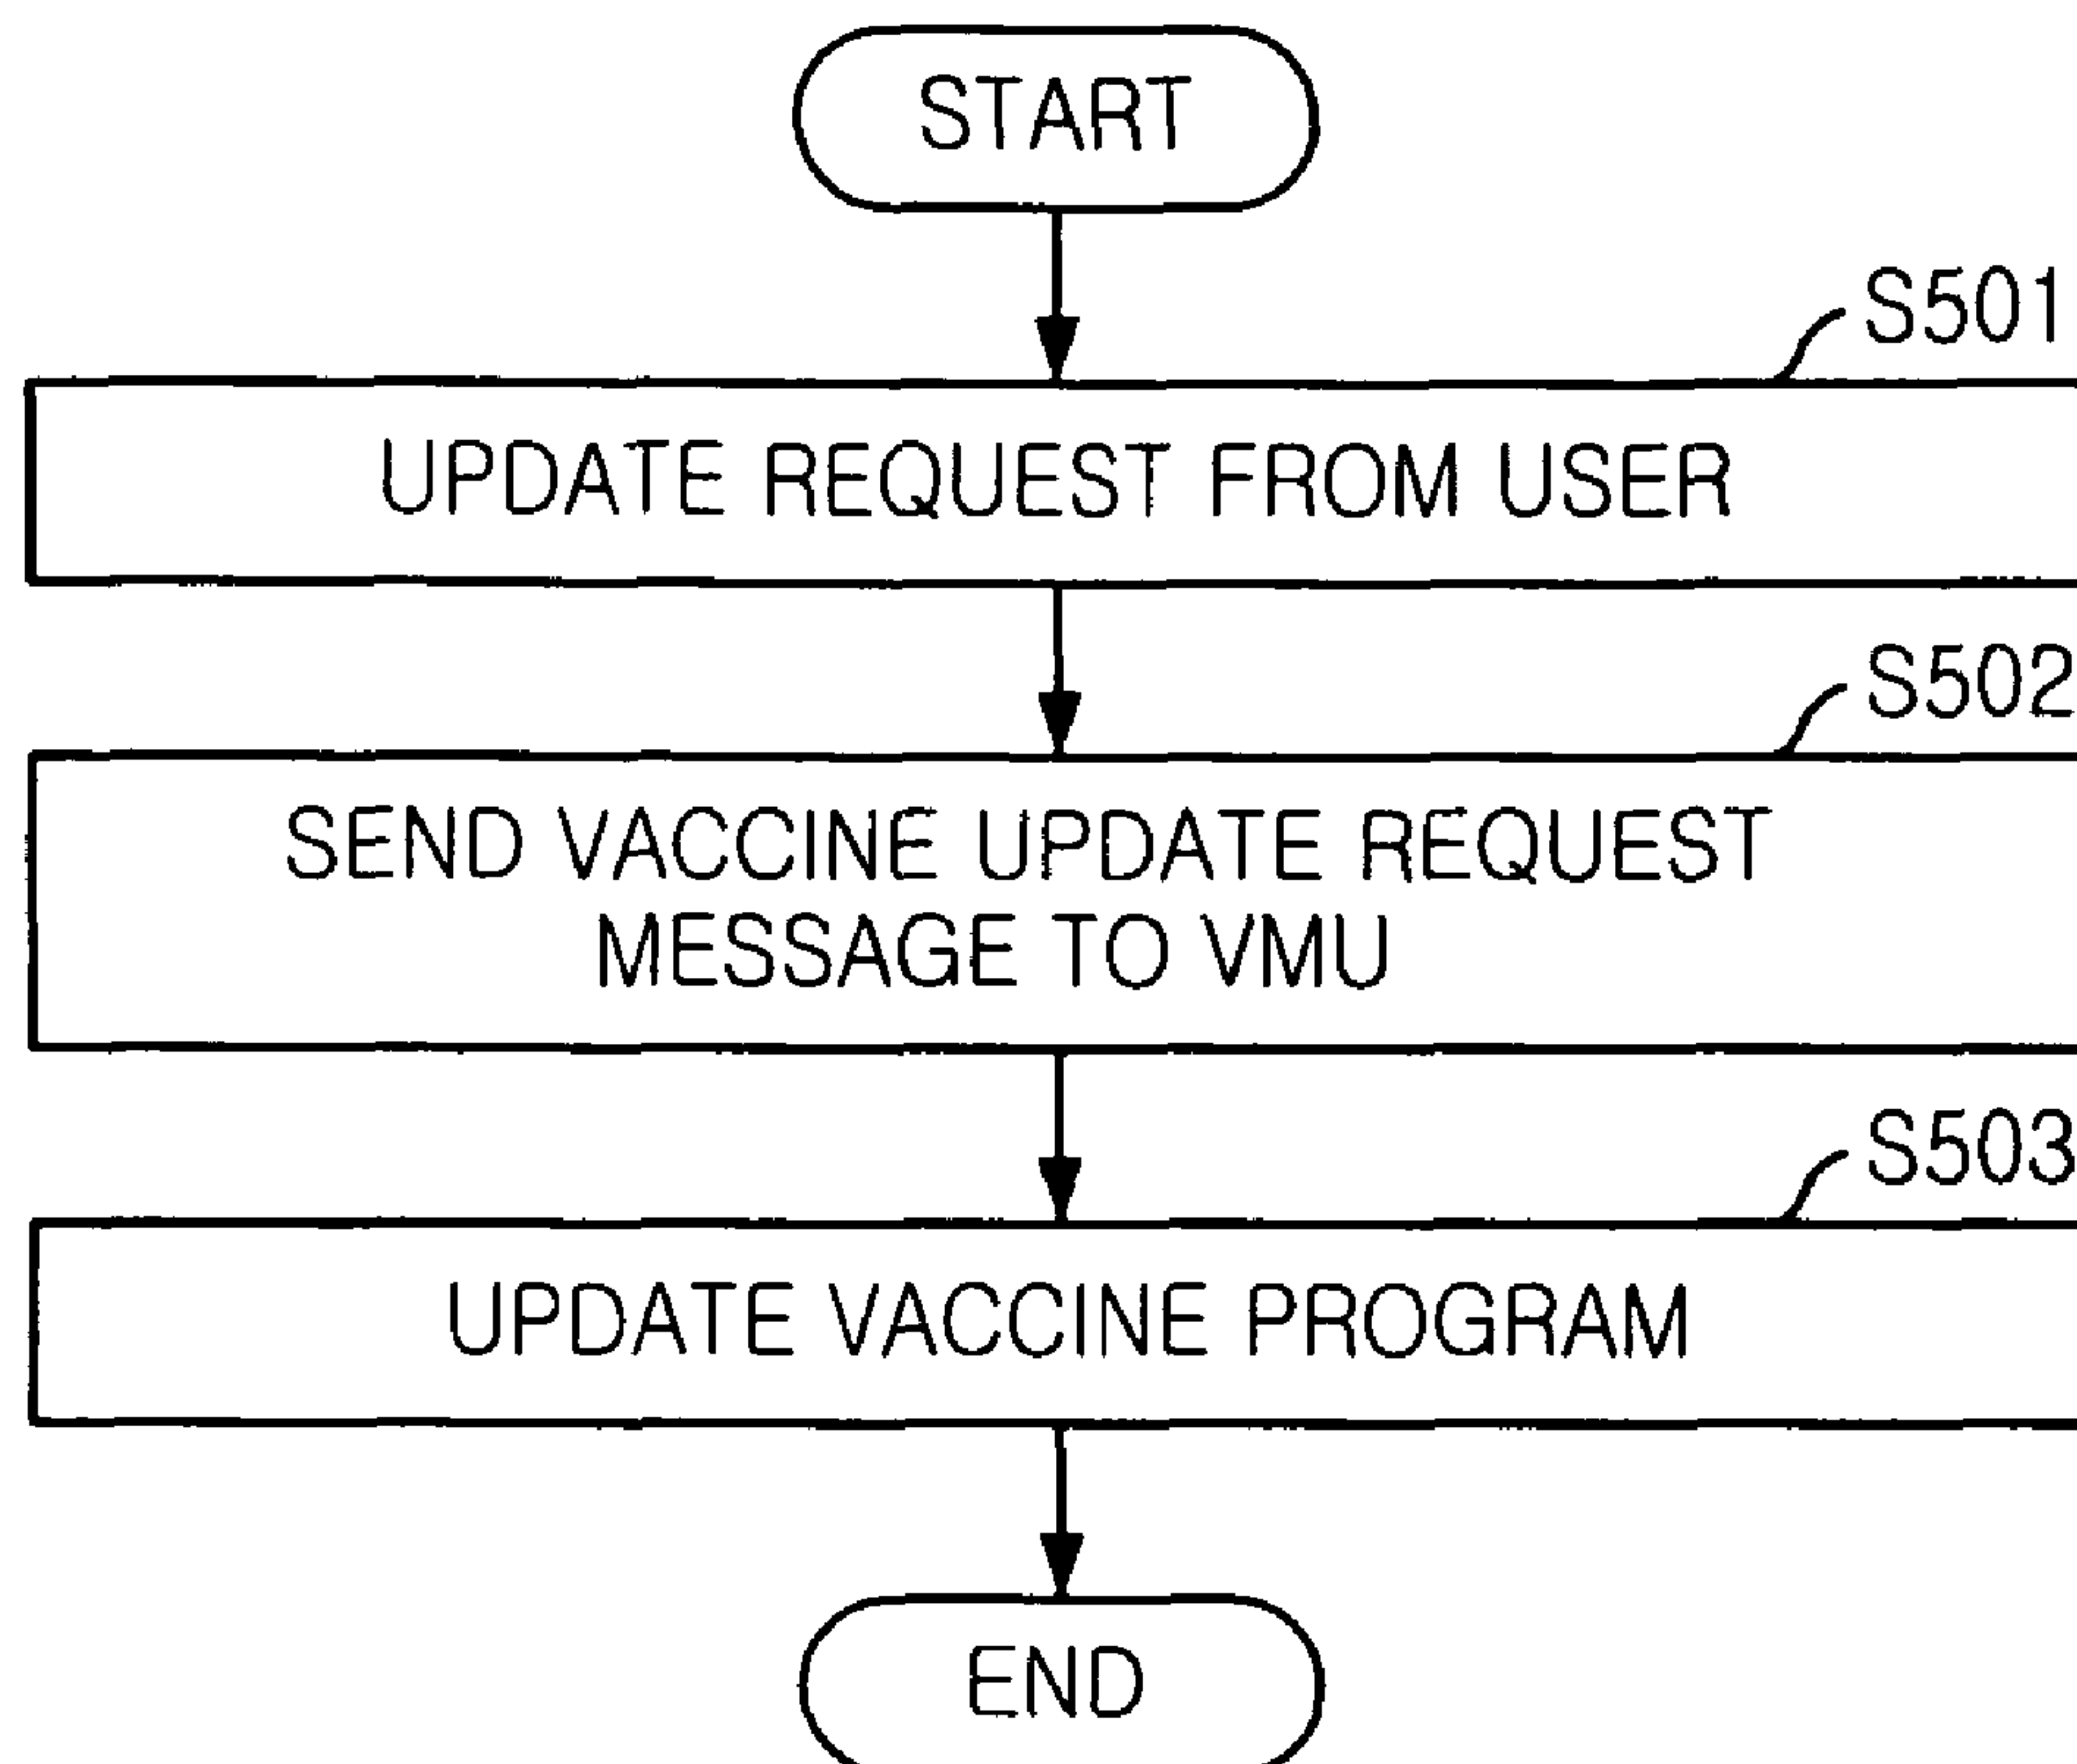 START
S501
UPDATE REQUEST FROM USER
S502
SEND VACCINE UPDATE REQUEST
MESSAGE TO VMU
S503
UPDATE VACCINE PROGRAM
END